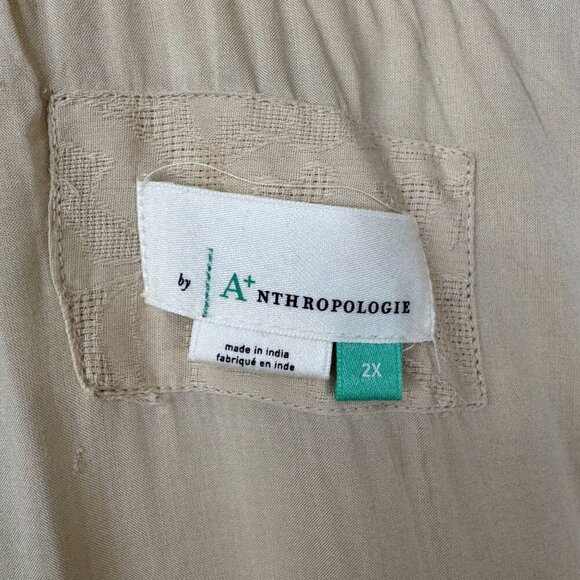 by A+NTHROPOLOGIE
made in india
fabriqué en inde
2X